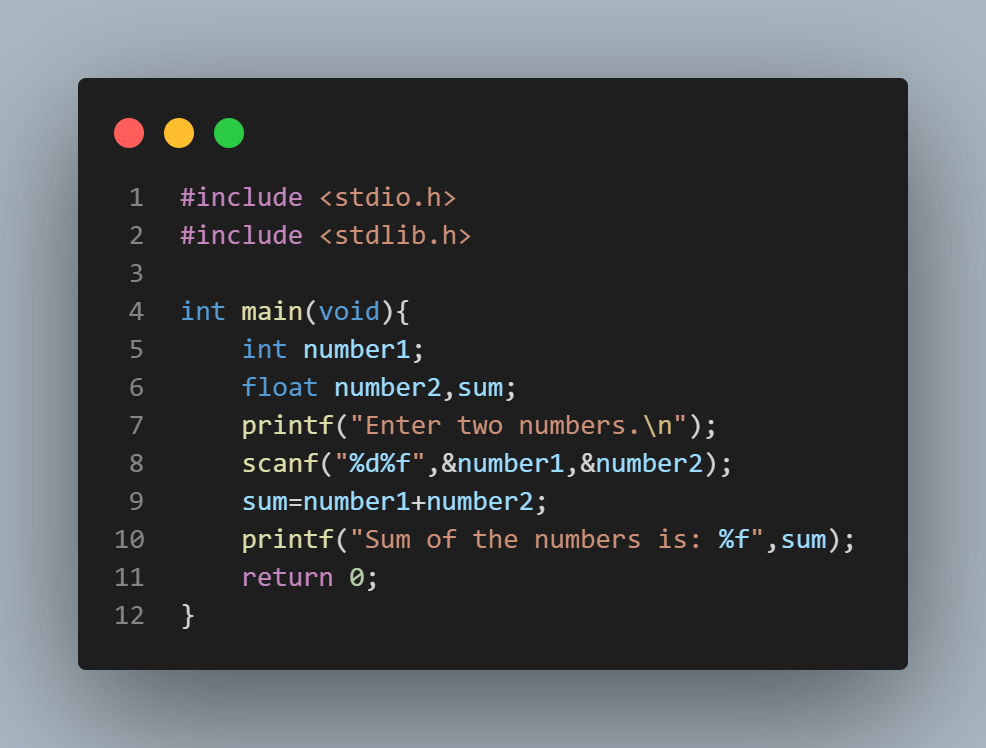 1 #include <stdio.h>
2 #include <stdlib.h>
3
4 int main(void){
5     int number1;
6     float number2,sum;
7     printf("Enter two numbers.\n");
8     scanf("%d%f",&number1,&number2);
9     sum=number1+number2;
10     printf("Sum of the numbers is: %f",sum);
11     return 0;
12 }